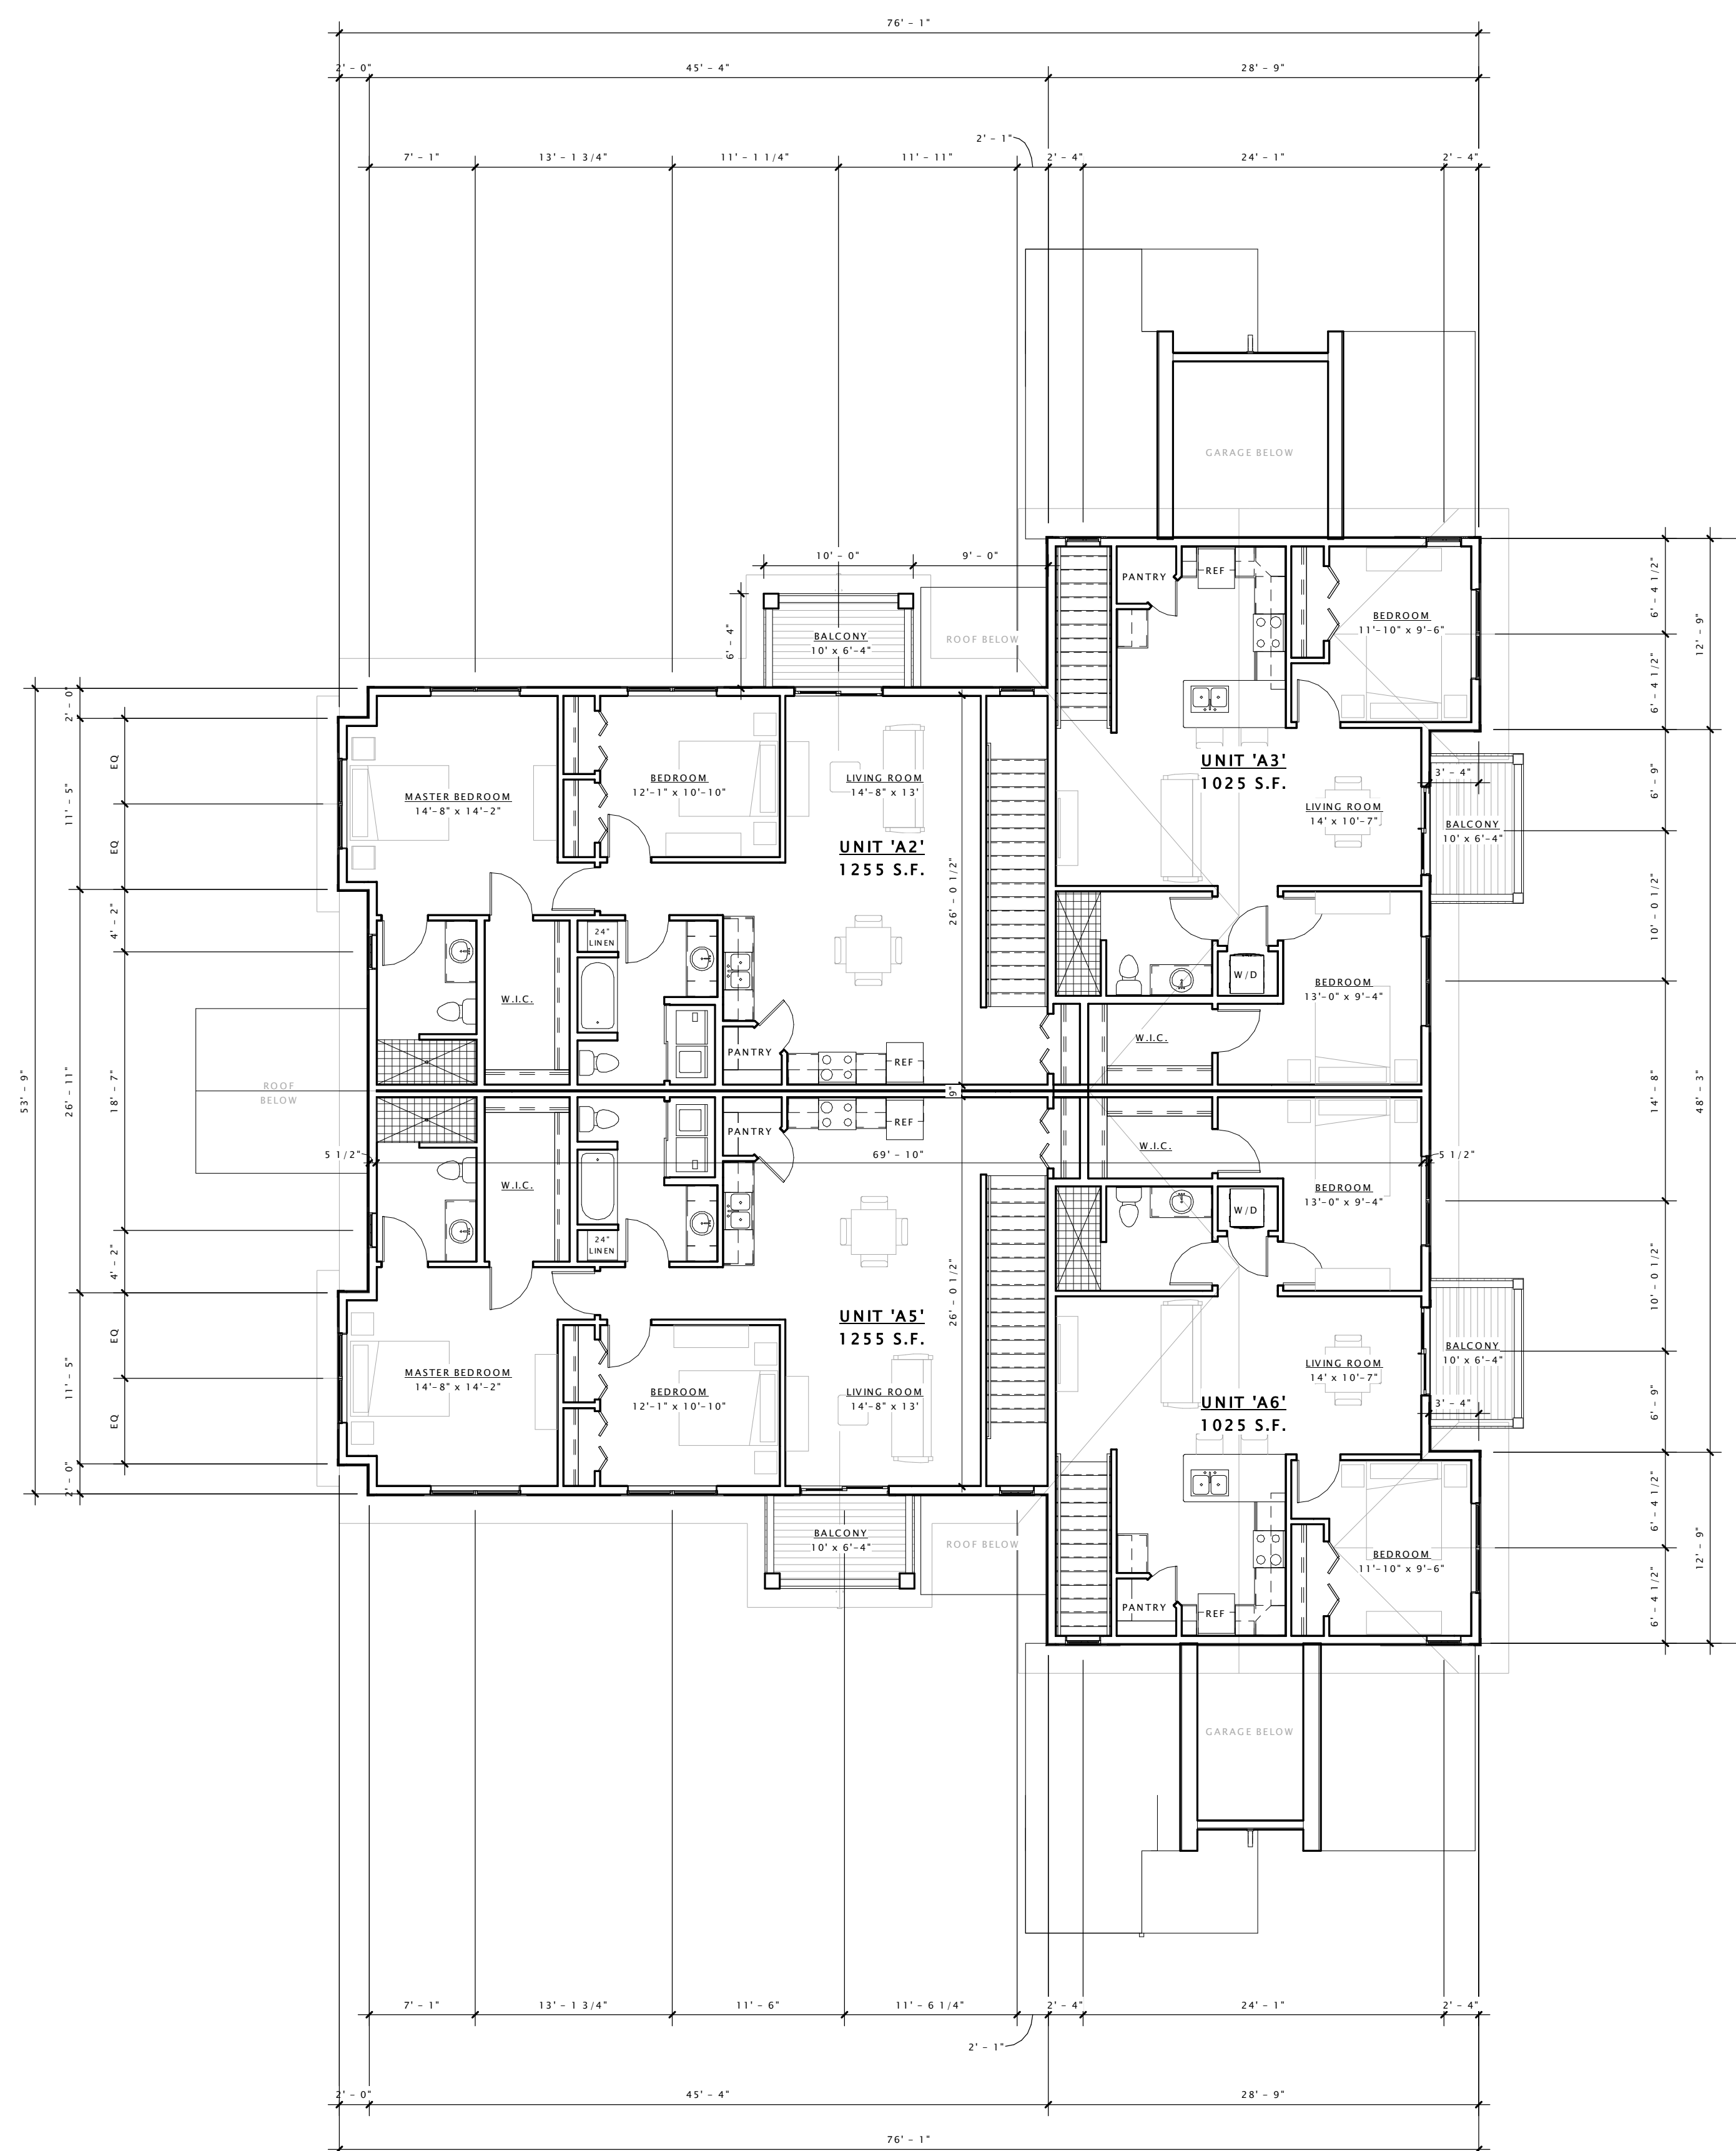 76' - 1"
2' - 0"
45' - 4"
28' - 9"
2' - 1"
7' - 1"
13' - 1 3/4"
11' - 1 1/4"
11' - 11"
2' - 4"
24' - 1"
2' - 4"
GARAGE BELOW
10' - 0"
9' - 0"
6' - 4"
BALCONY
10' x 6'-4"
ROOF BELOW
PANTRY
REF
BEDROOM
11'-10" x 9'-6"
6' - 4 1/2"
12' - 9"
6' - 4 1/2"
2' - 0"
EQ
11' - 5"
EQ
MASTER BEDROOM
14'-8" x 14'-2"
BEDROOM
12'-1" x 10'-10"
LIVING ROOM
14'-8" x 13'
UNIT 'A2'
1255 S.F.
26' - 0 1/2"
UNIT 'A3'
1025 S.F.
LIVING ROOM
14' x 10'-7"
3' - 4"
BALCONY
10' x 6'-4"
6' - 9"
10' - 0 1/2"
4' - 2"
24"
LINEN
W.I.C.
PANTRY
REF
W/D
BEDROOM
13'-0" x 9'-4"
W.I.C.
53' - 9"
26' - 11"
18' - 7"
ROOF
BELOW
6"
14' - 8"
48' - 3"
5 1/2"
69' - 10"
5 1/2"
PANTRY
REF
W.I.C.
W.I.C.
BEDROOM
13'-0" x 9'-4"
W/D
24"
LINEN
4' - 2"
EQ
11' - 5"
EQ
2' - 0"
UNIT 'A5'
1255 S.F.
26' - 0 1/2"
MASTER BEDROOM
14'-8" x 14'-2"
BEDROOM
12'-1" x 10'-10"
LIVING ROOM
14'-8" x 13'
LIVING ROOM
14' x 10'-7"
BALCONY
10' x 6'-4"
3' - 4"
10' - 0 1/2"
6' - 9"
UNIT 'A6'
1025 S.F.
BALCONY
10' x 6'-4"
ROOF BELOW
BEDROOM
11'-10" x 9'-6"
PANTRY
REF
6' - 4 1/2"
12' - 9"
6' - 4 1/2"
GARAGE BELOW
7' - 1"
13' - 1 3/4"
11' - 6"
11' - 6 1/4"
2' - 4"
24' - 1"
2' - 4"
2' - 1"
2' - 0"
45' - 4"
28' - 9"
76' - 1"